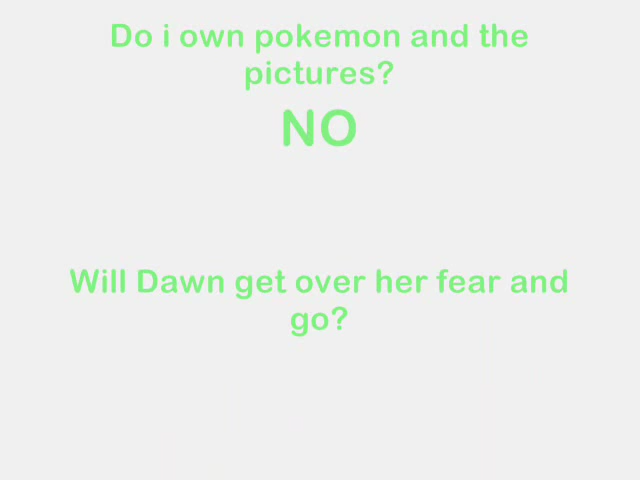 Do i own pokemon and the
pictures?
NO
Will Dawn get over her fear and
go?